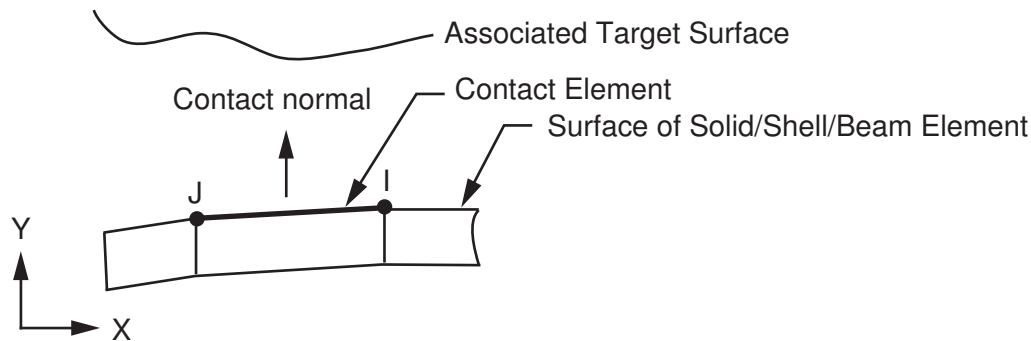 Associated Target Surface
Contact normal
Contact Element
Surface of Solid/Shell/Beam Element
J
I
Y
X